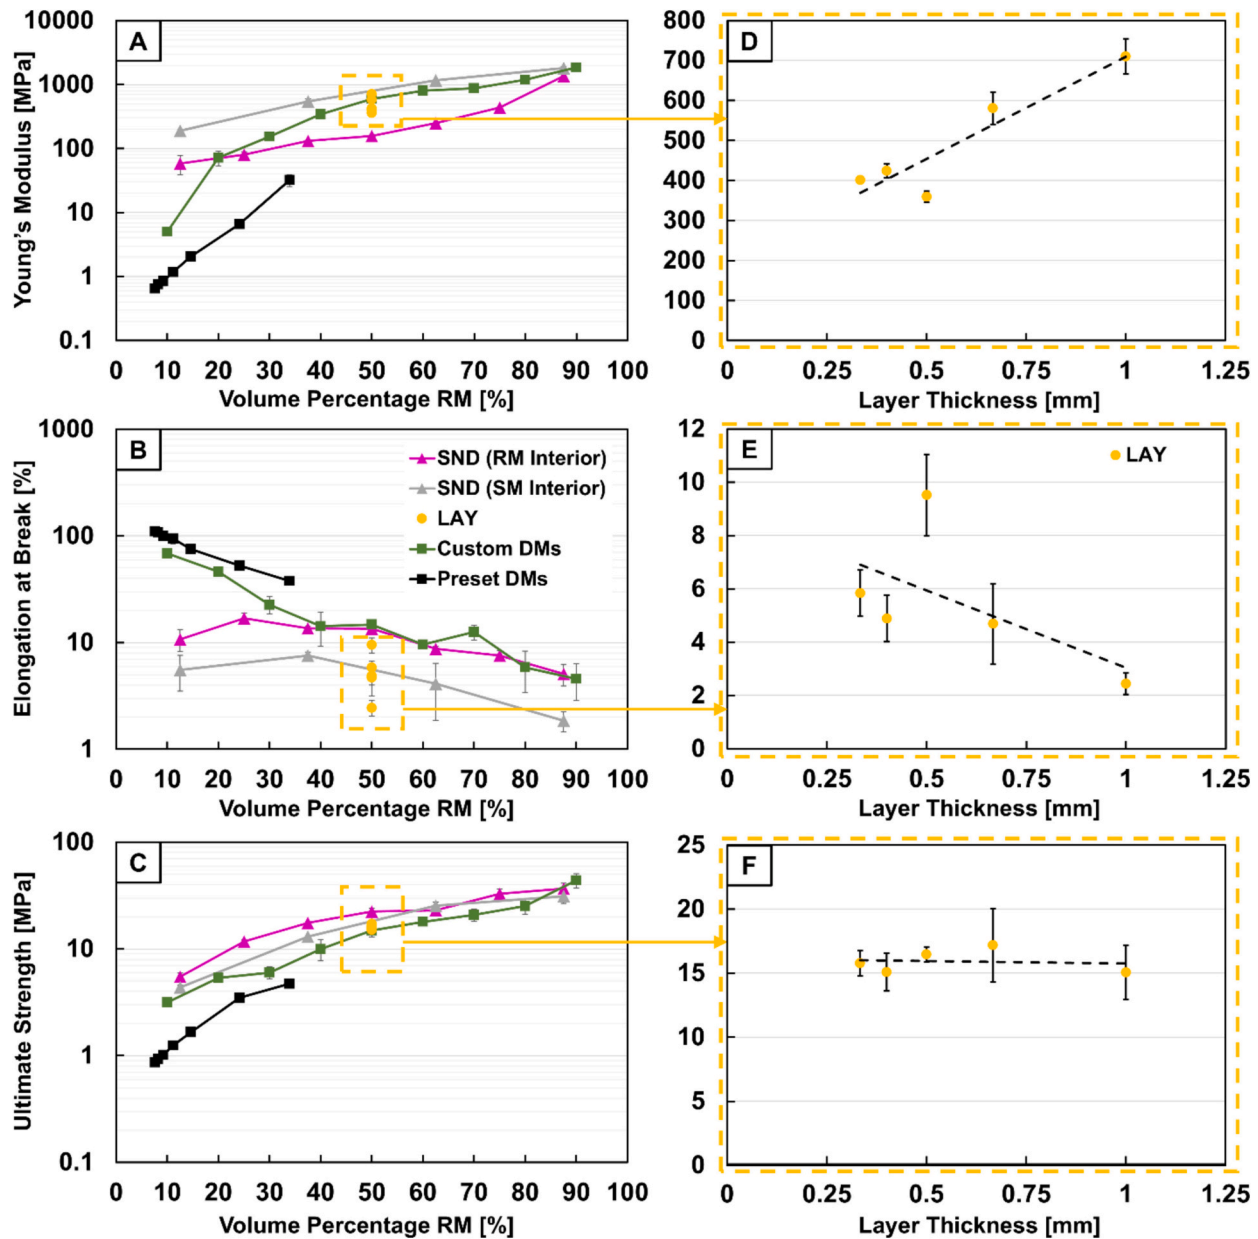 A
Young's Modulus [MPa]
10000
1000
100
10
1
0.1
0 10 20 30 40 50 60 70 80 90 100
Volume Percentage RM [%]
D
800
700
600
500
400
300
200
100
0
0 0.25 0.5 0.75 1 1.25
Layer Thickness [mm]
B
Elongation at Break [%]
1000
100
10
1
SND (RM Interior)
SND (SM Interior)
LAY
Custom DMs
Preset DMs
0 10 20 30 40 50 60 70 80 90 100
Volume Percentage RM [%]
E
LAY
12
10
8
6
4
2
0
0 0.25 0.5 0.75 1 1.25
Layer Thickness [mm]
C
Ultimate Strength [MPa]
100
10
1
0.1
0 10 20 30 40 50 60 70 80 90 100
Volume Percentage RM [%]
F
25
20
15
10
5
0
0 0.25 0.5 0.75 1 1.25
Layer Thickness [mm]